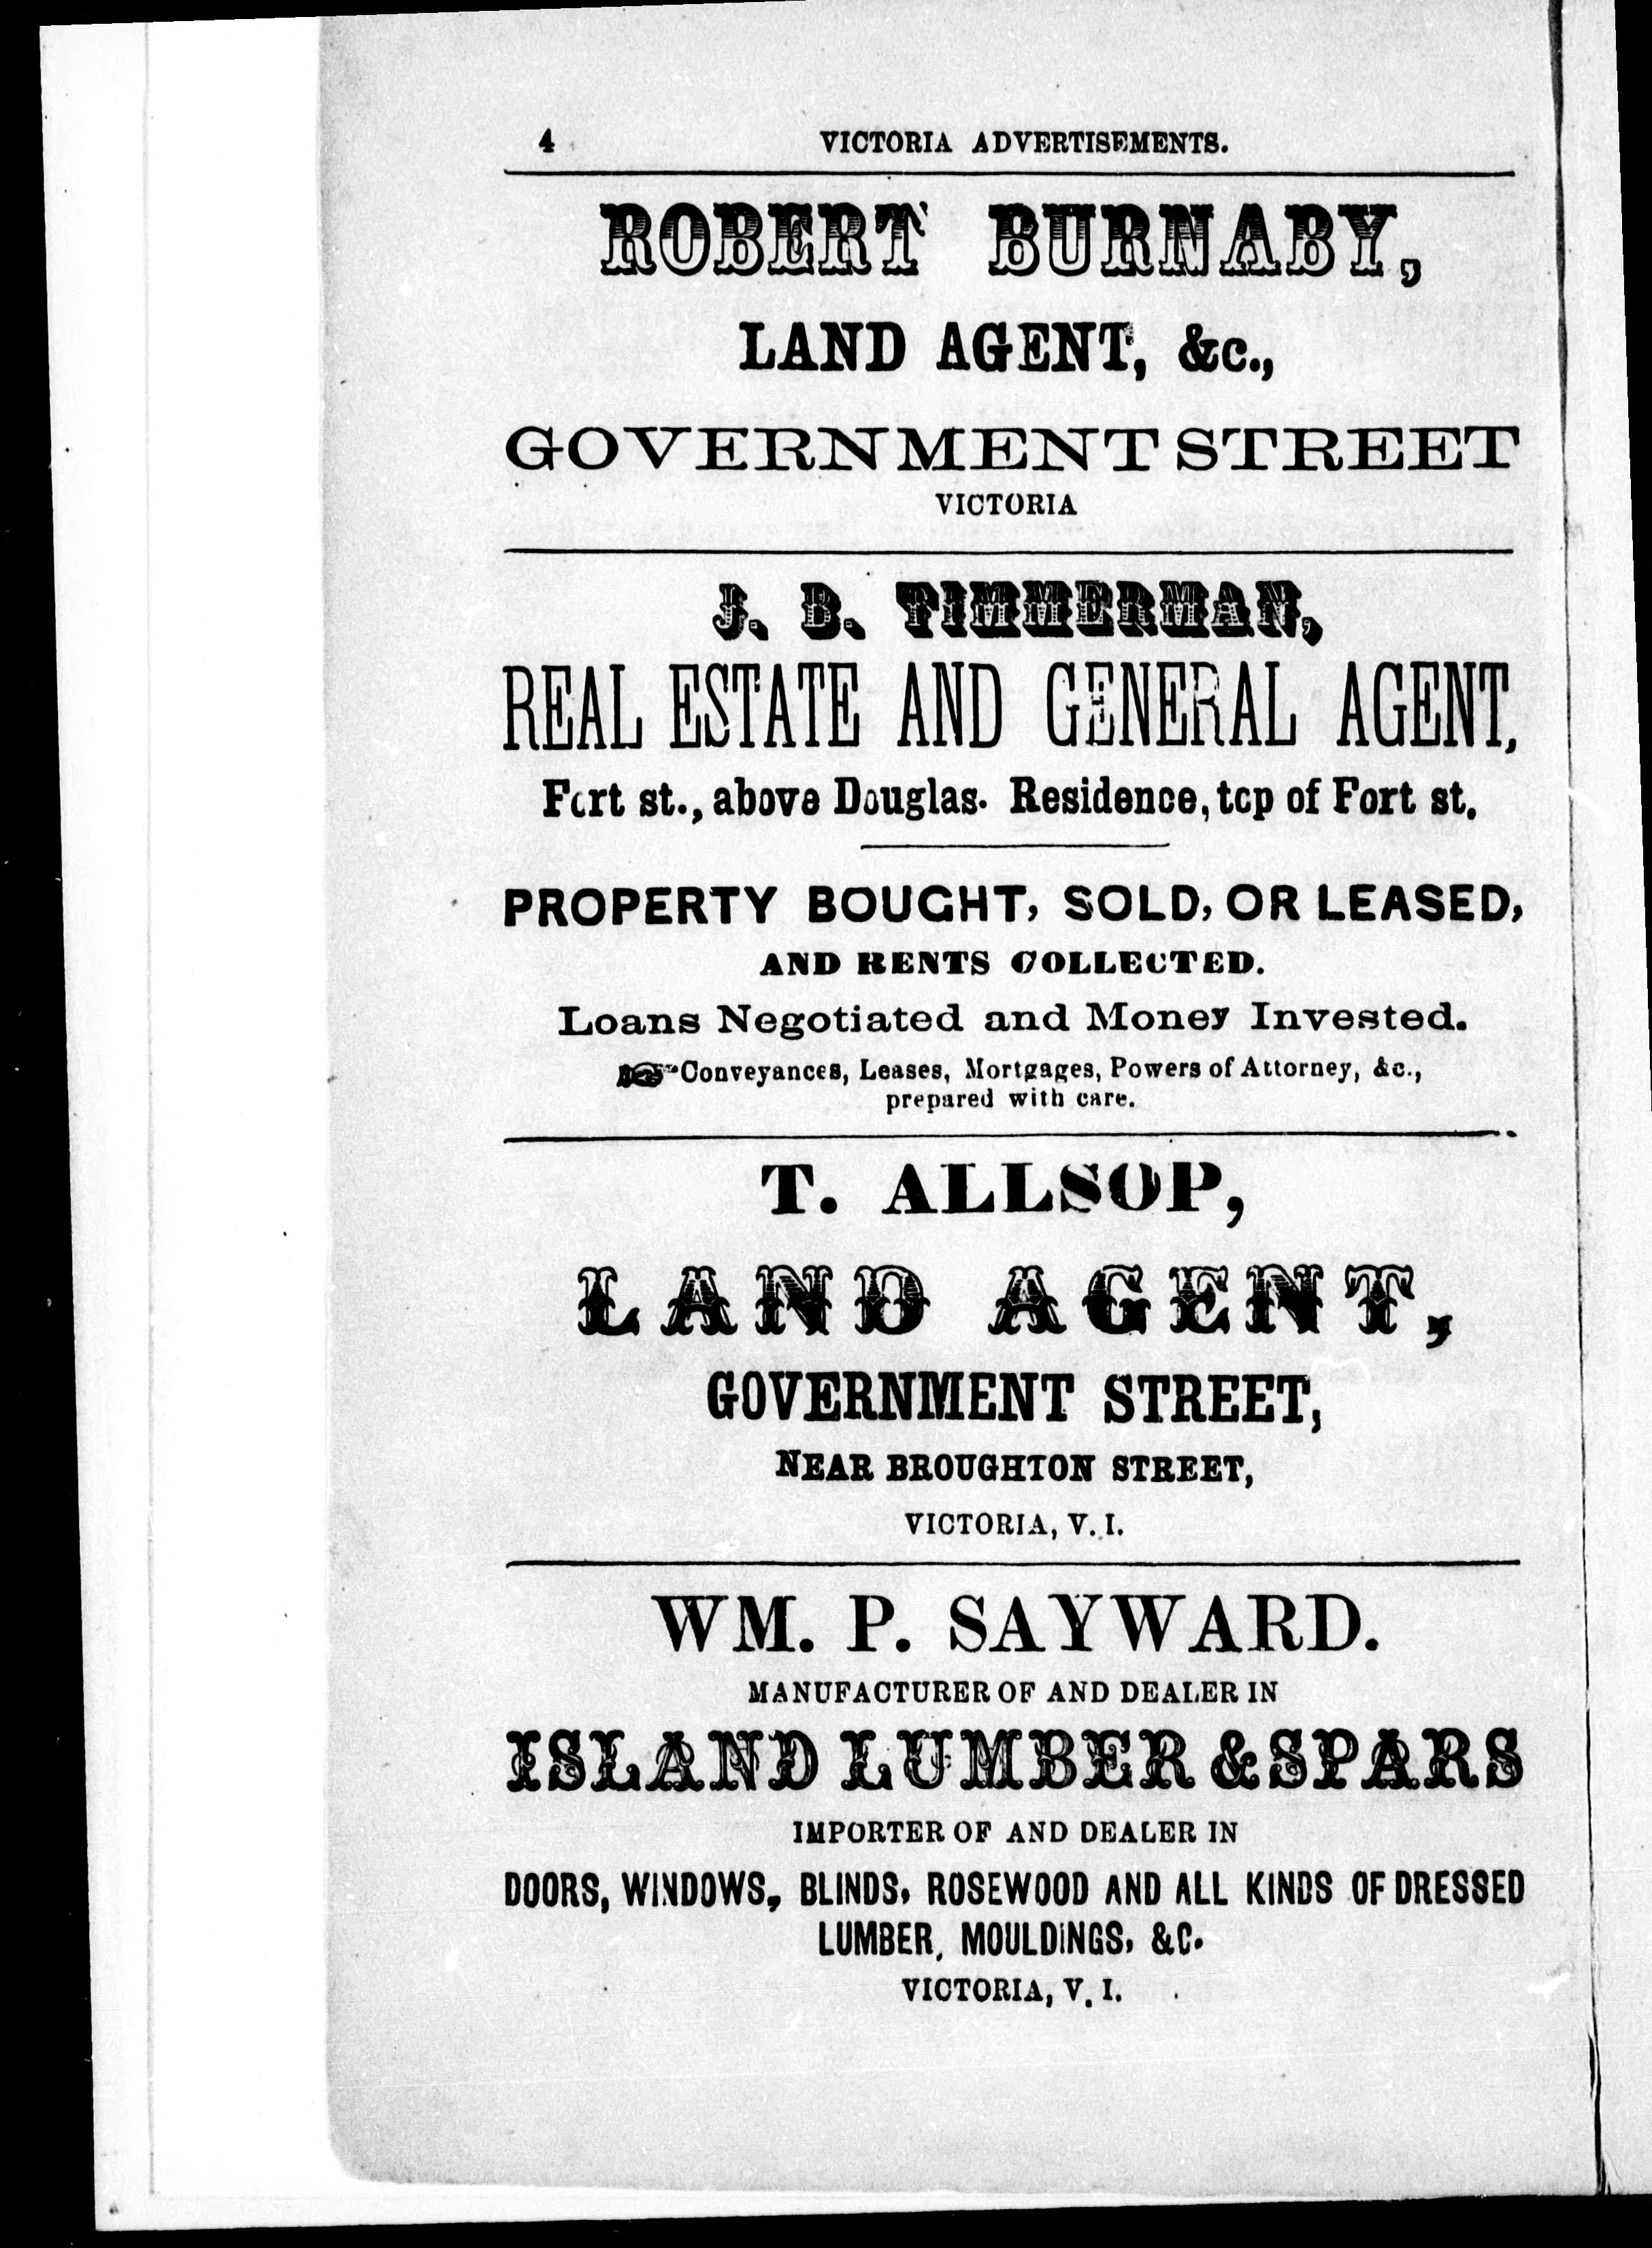 4 VICTORIA ADVERTISEMENTS.
ROBERT BURNABY,
LAND AGENT, &c.,
GOVERNMENT STREET
VICTORIA
J. B. TIMMERMAN,
REAL ESTATE AND GENERAL AGENT,
Fort st., above Douglas. Residence, top of Fort st.
PROPERTY BOUGHT, SOLD, OR LEASED,
AND RENTS COLLECTED.
Loans Negotiated and Money Invested.
☞Conveyances, Leases, Mortgages, Powers of Attorney, &c.,
prepared with care.
T. ALLSOP,
LAND AGENT,
GOVERNMENT STREET,
NEAR BROUGHTON STREET,
VICTORIA, V. I.
WM. P. SAYWARD.
MANUFACTURER OF AND DEALER IN
ISLAND LUMBER & SPARS
IMPORTER OF AND DEALER IN
DOORS, WINDOWS, BLINDS, ROSEWOOD AND ALL KINDS OF DRESSED
LUMBER, MOULDINGS, &C.
VICTORIA, V. I.